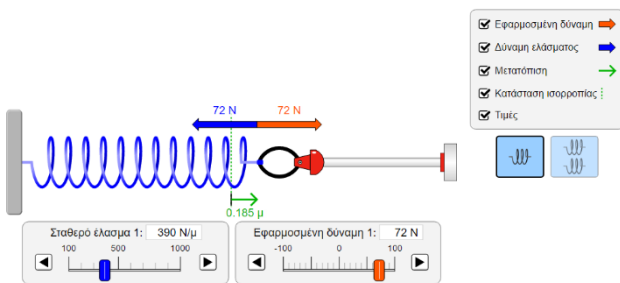 Εφαρμοσμένη δύναμη
Δύναμη ελάσματος
Μετατόπιση
Κατάσταση ισορροπίας
Τιμές
72 N 72 N
0.185 μ
Σταθερό έλασμα 1: 390 N/μ
100 500 1000
Εφαρμοσμένη δύναμη 1: 72 N
-100 0 100